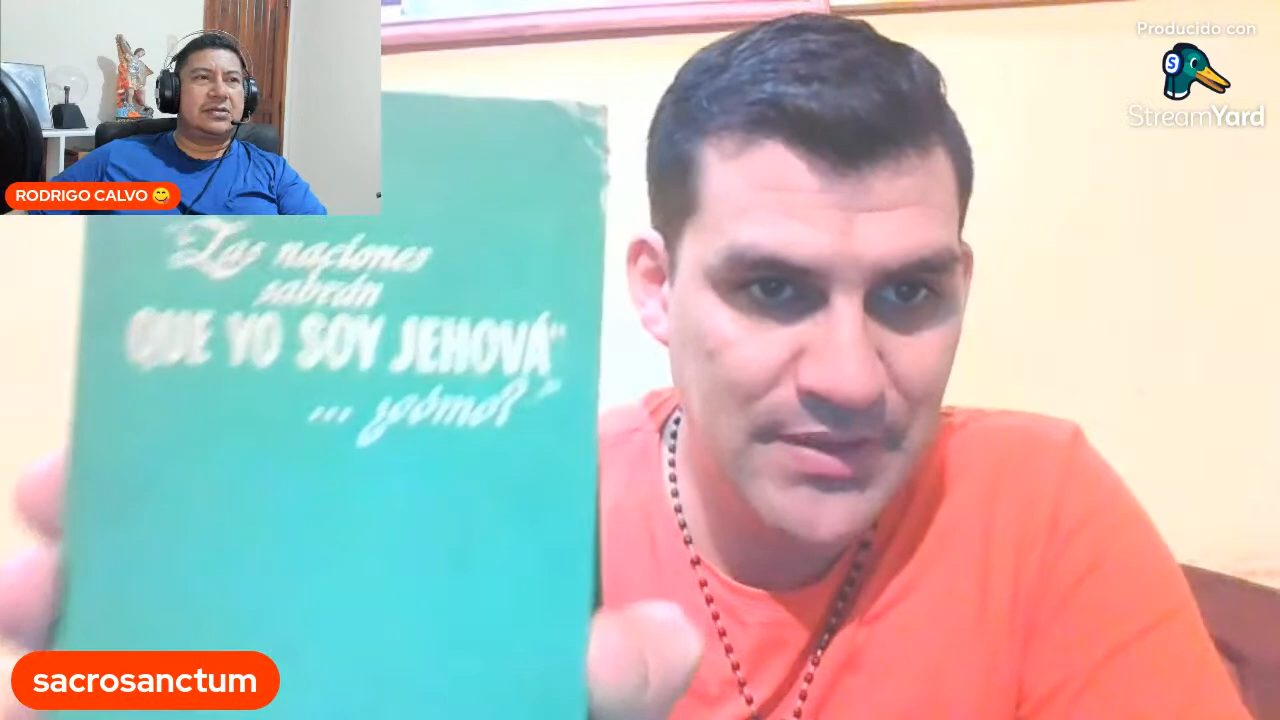 Producido con
S
StreamYard
RODRIGO CALVO 😊
"Las naciones
sabrán
QUE YO SOY JEHOVÁ"
... ¿cómo?"
sacrosanctum